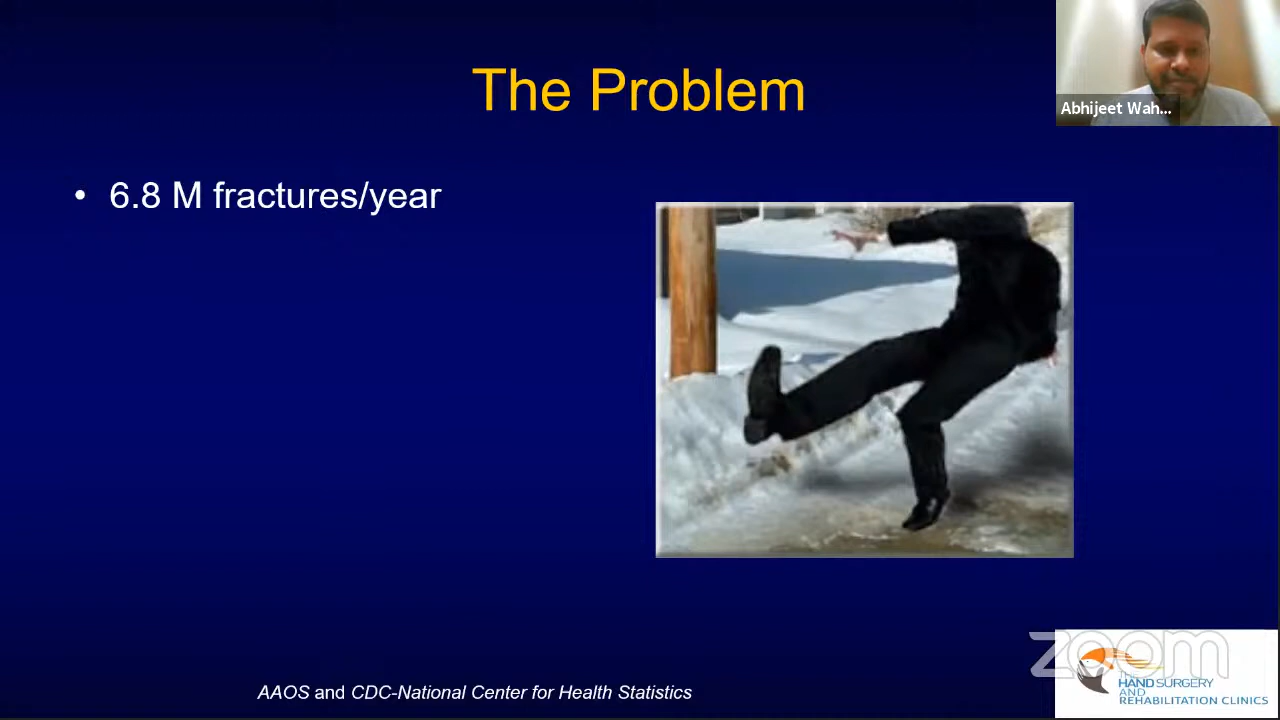 The Problem
Abhijeet Wah...
• 6.8 M fractures/year
zoom
HAND SURGERY
AND
REHABILITATION CLINICS
AAOS and CDC-National Center for Health Statistics